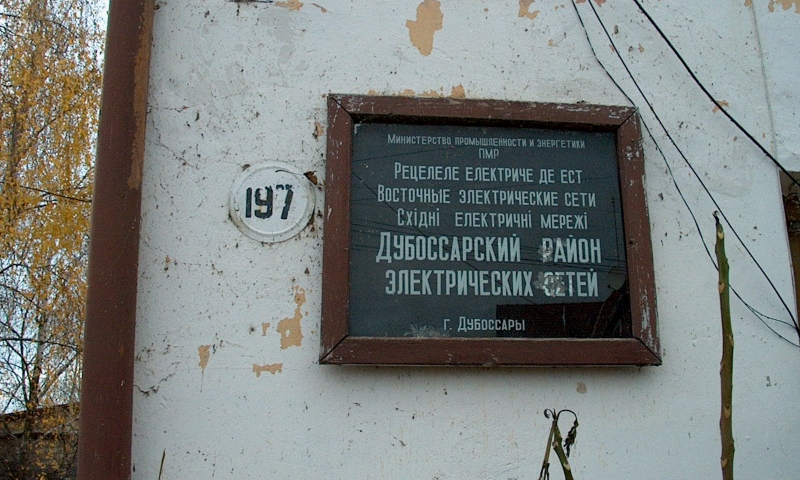 197
Министерство промышленности и энергетики
ПМР
Рецелеле електриче де ест
Восточные электрические сети
Східні електричні мережі
Дубоссарский район
электрических сетей
г. Дубоссары